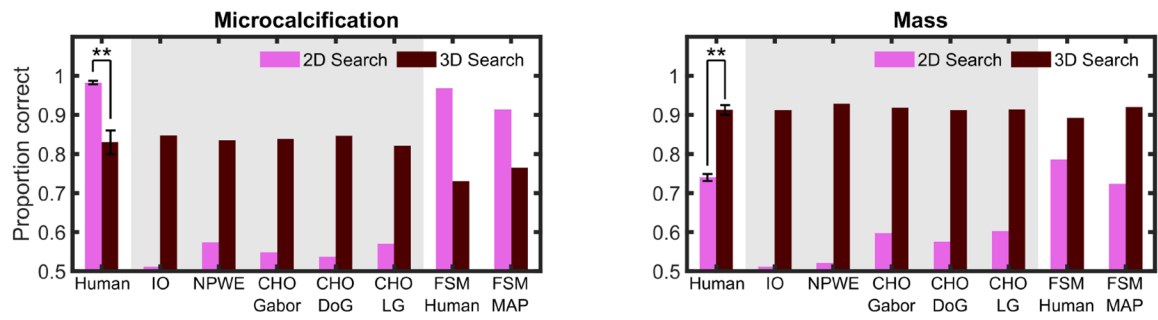 Microcalcification
Mass
Proportion correct
1
0.9
0.8
0.7
0.6
0.5
**
2D Search
3D Search
Human
IO
NPWE
CHO
Gabor
CHO
DoG
CHO
LG
FSM
Human
FSM
MAP
1
0.9
0.8
0.7
0.6
0.5
**
2D Search
3D Search
Human
IO
NPWE
CHO
Gabor
CHO
DoG
CHO
LG
FSM
Human
FSM
MAP